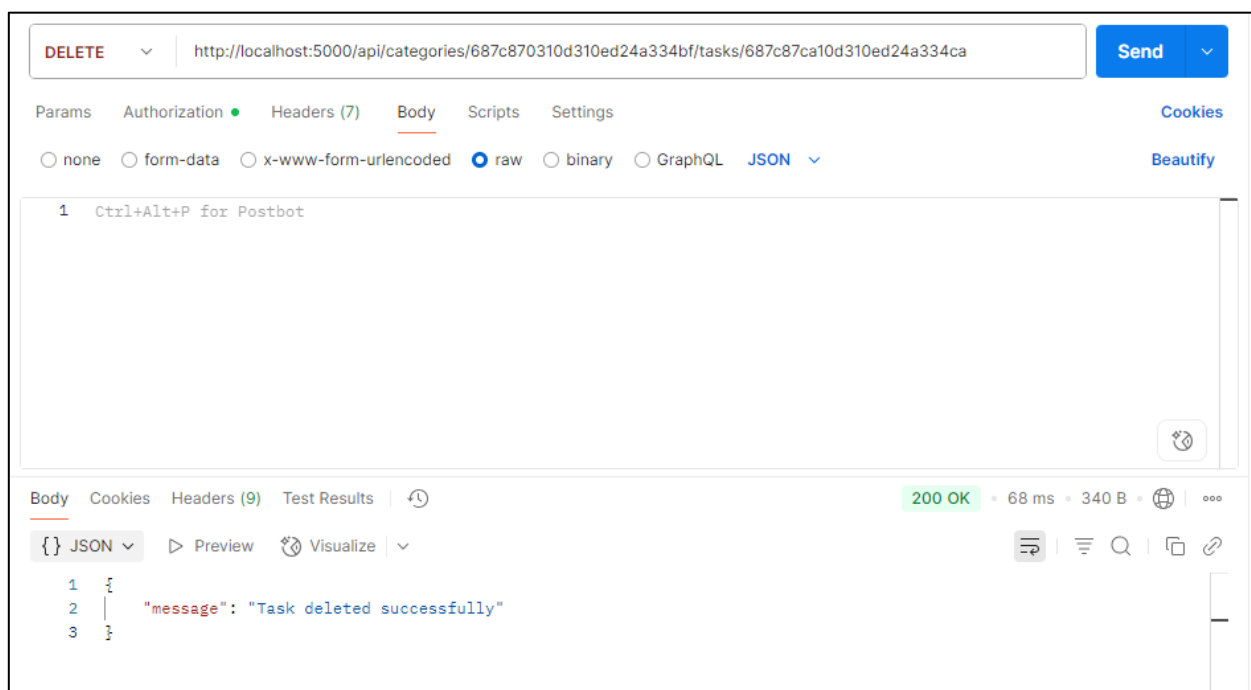 DELETE http://localhost:5000/api/categories/687c870310d310ed24a334bf/tasks/687c87ca10d310ed24a334ca Send
Params Authorization Headers (7) Body Scripts Settings Cookies
none form-data x-www-form-urlencoded raw binary GraphQL JSON Beautify
1 Ctrl+Alt+P for Postbot
Body Cookies Headers (9) Test Results 200 OK 68 ms 340 B
{} JSON Preview Visualize
1 {
2 "message": "Task deleted successfully"
3 }